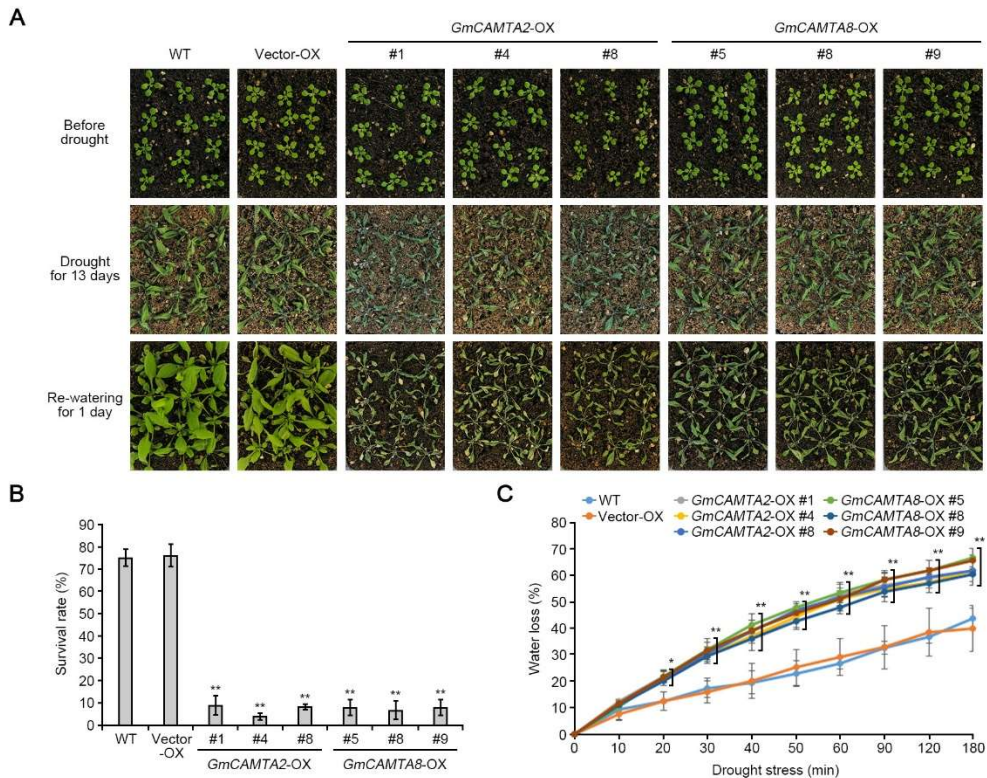 A
GmCAMTA2-OX GmCAMTA8-OX
WT Vector-OX #1 #4 #8 #5 #8 #9
Before
drought
Drought
for 13 days
Re-watering
for 1 day
B
Survival rate (%)
90
80
70
60
50
40
30
20
10
0
** ** ** ** ** **
WT Vector
-OX #1 #4 #8 #5 #8 #9
GmCAMTA2-OX GmCAMTA8-OX
C
WT GmCAMTA2-OX #1 GmCAMTA8-OX #5
Vector-OX GmCAMTA2-OX #4 GmCAMTA8-OX #8
GmCAMTA2-OX #8 GmCAMTA8-OX #9
Water loss (%)
80
70
60
50
40
30
20
10
0
* ** ** ** ** ** ** **
0 10 20 30 40 50 60 90 120 180
Drought stress (min)